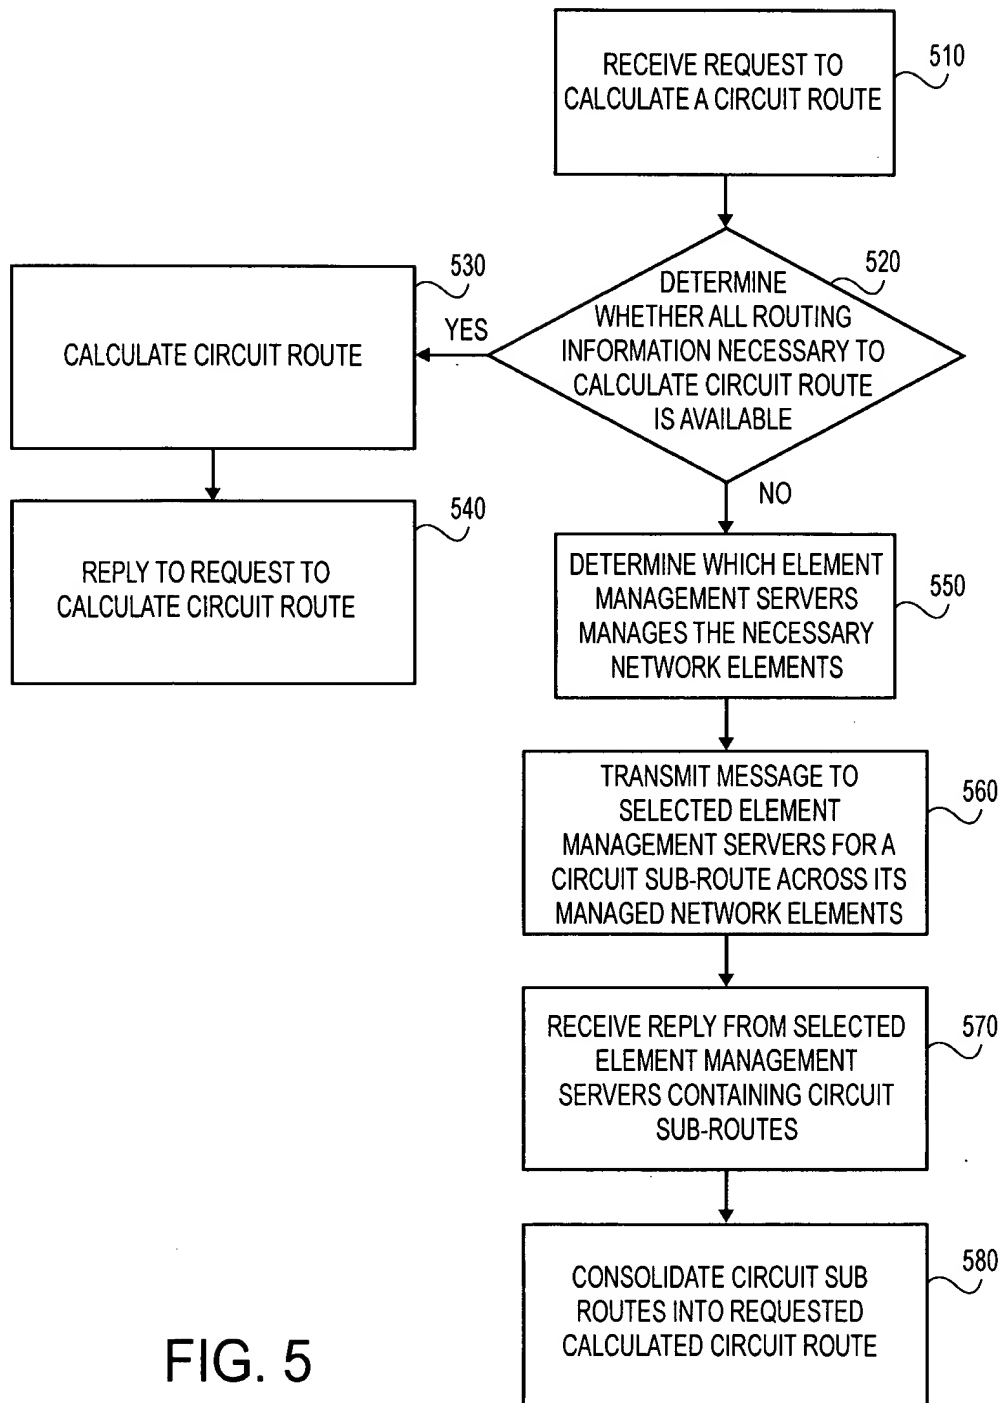 RECEIVE REQUEST TO
CALCULATE A CIRCUIT ROUTE
510
DETERMINE
WHETHER ALL ROUTING
INFORMATION NECESSARY TO
CALCULATE CIRCUIT ROUTE
IS AVAILABLE
520
YES
530
CALCULATE CIRCUIT ROUTE
540
REPLY TO REQUEST TO
CALCULATE CIRCUIT ROUTE
NO
DETERMINE WHICH ELEMENT
MANAGEMENT SERVERS
MANAGES THE NECESSARY
NETWORK ELEMENTS
550
TRANSMIT MESSAGE TO
SELECTED ELEMENT
MANAGEMENT SERVERS FOR A
CIRCUIT SUB-ROUTE ACROSS ITS
MANAGED NETWORK ELEMENTS
560
RECEIVE REPLY FROM SELECTED
ELEMENT MANAGEMENT
SERVERS CONTAINING CIRCUIT
SUB-ROUTES
570
CONSOLIDATE CIRCUIT SUB
ROUTES INTO REQUESTED
CALCULATED CIRCUIT ROUTE
580
FIG. 5